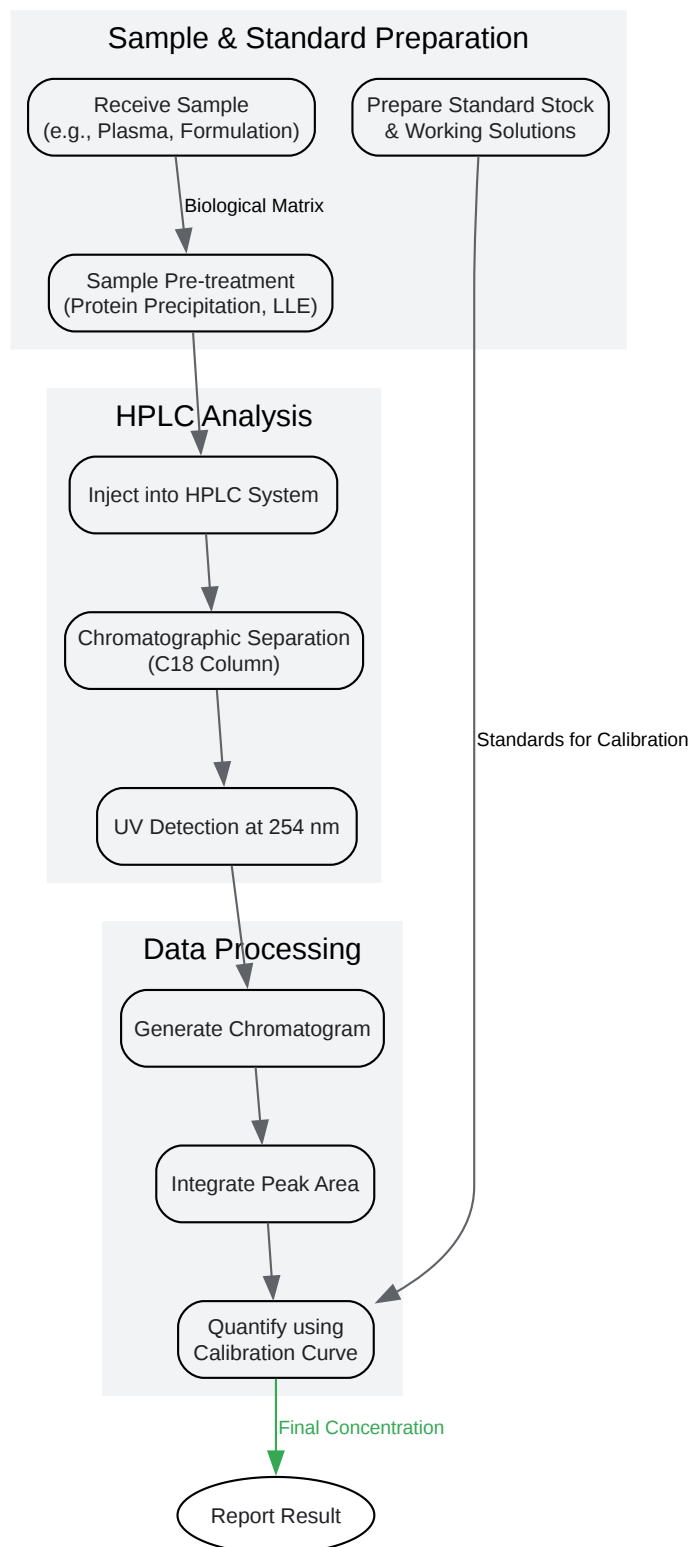 Sample & Standard Preparation
Receive Sample
(e.g., Plasma, Formulation)
Prepare Standard Stock
& Working Solutions
Biological Matrix
Sample Pre-treatment
(Protein Precipitation, LLE)
HPLC Analysis
Inject into HPLC System
Chromatographic Separation
(C18 Column)
Standards for Calibration
UV Detection at 254 nm
Data Processing
Generate Chromatogram
Integrate Peak Area
Quantify using
Calibration Curve
Final Concentration
Report Result